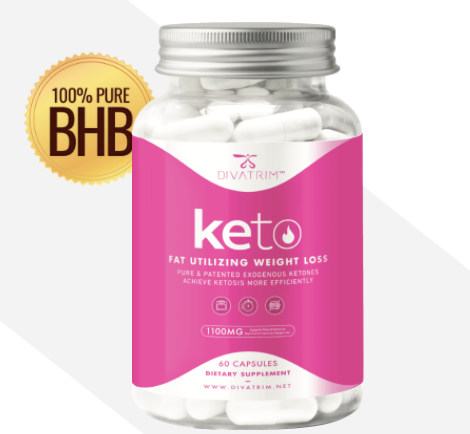 100% PURE
BHB
DIVATRIM™
keto
FAT UTILIZING WEIGHT LOSS
PURE & PATENTED EXOGENOUS KETONES
ACHIEVE KETOSIS MORE EFFICIENTLY
1100MG
60 CAPSULES
DIETARY SUPPLEMENT
WWW.DIVATRIM.NET